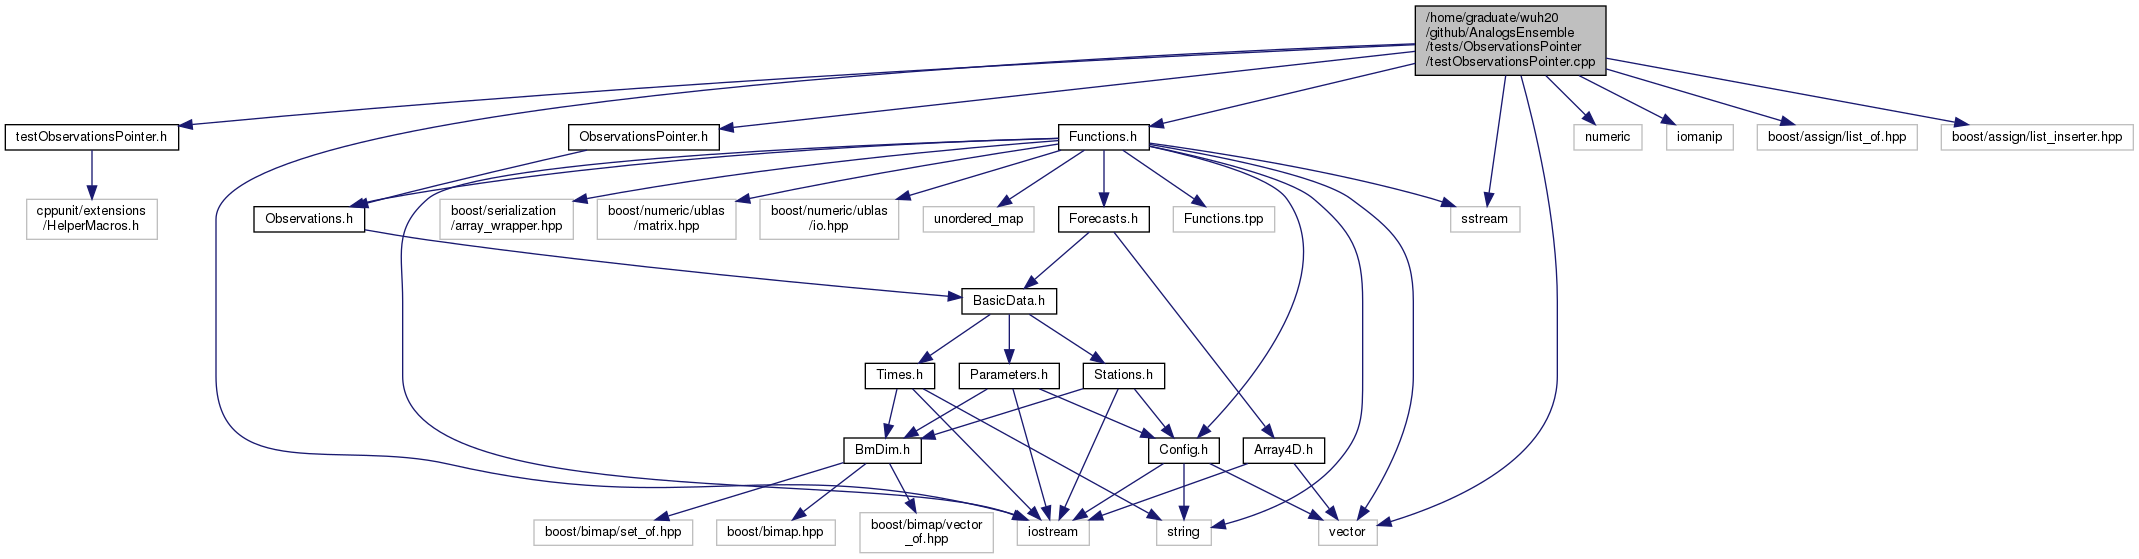 /home/graduate/wuh20
/github/AnalogsEnsemble
/tests/ObservationsPointer
/testObservationsPointer.cpp
testObservationsPointer.h
ObservationsPointer.h
Functions.h
numeric
iomanip
boost/assign/list_of.hpp
boost/assign/list_inserter.hpp
cppunit/extensions
/HelperMacros.h
Observations.h
boost/serialization
/array_wrapper.hpp
boost/numeric/ublas
/matrix.hpp
boost/numeric/ublas
/io.hpp
unordered_map
Forecasts.h
Functions.tpp
sstream
BasicData.h
Times.h
Parameters.h
Stations.h
BmDim.h
Config.h
Array4D.h
boost/bimap/set_of.hpp
boost/bimap.hpp
boost/bimap/vector
_of.hpp
iostream
string
vector